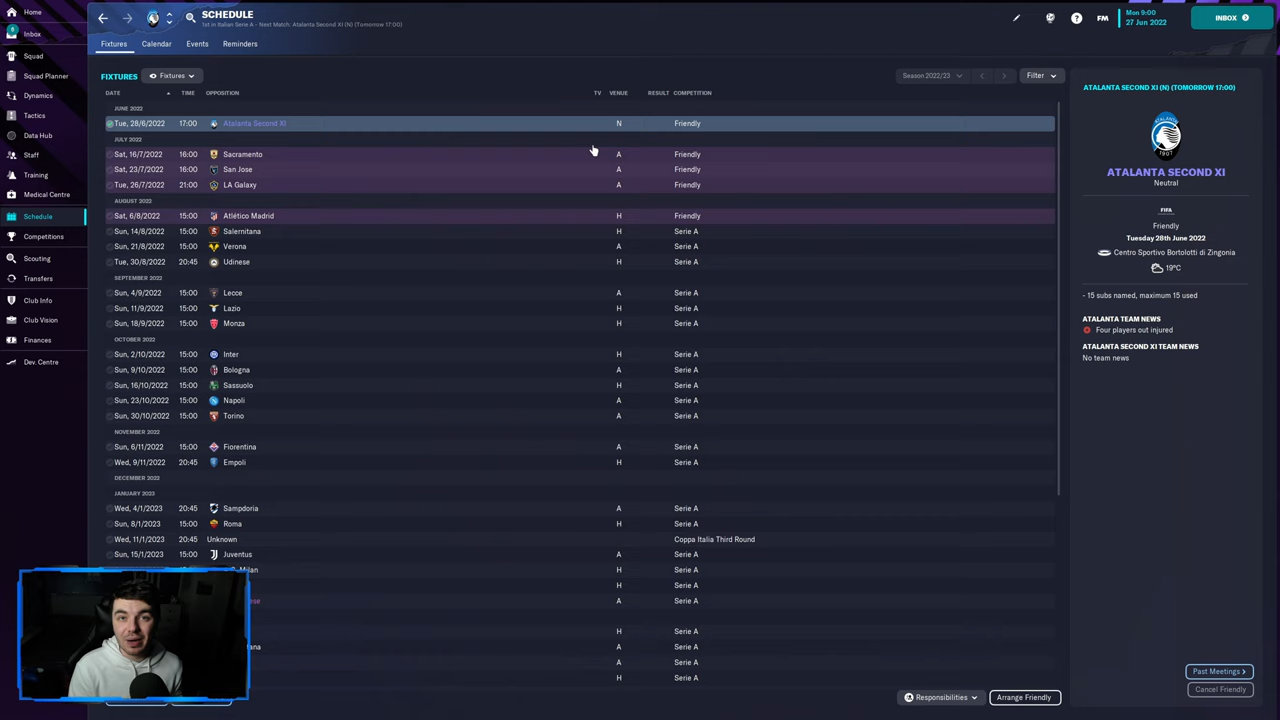 Home
SCHEDULE
1st in Italian Serie A - Next Match: Atalanta Second XI (N) (Tomorrow 17:00)
FM
Mon 9:00
27 Jun 2022
INBOX
Inbox
Squad
Squad Planner
Dynamics
Tactics
Data Hub
Staff
Training
Medical Centre
Schedule
Competitions
Scouting
Transfers
Club Info
Club Vision
Finances
Dev. Centre
Fixtures Calendar Events Reminders
FIXTURES Fixtures Season 2022/23 Filter
DATE TIME OPPOSITION TV VENUE RESULT COMPETITION
JUNE 2022
Tue, 28/6/2022 17:00 Atalanta Second XI N Friendly
JULY 2022
Sat, 16/7/2022 16:00 Sacramento A Friendly
Sat, 23/7/2022 16:00 San Jose A Friendly
Tue, 26/7/2022 21:00 LA Galaxy A Friendly
AUGUST 2022
Sat, 6/8/2022 15:00 Atlético Madrid H Friendly
Sun, 14/8/2022 15:00 Salernitana H Serie A
Sun, 21/8/2022 15:00 Verona A Serie A
Tue, 30/8/2022 20:45 Udinese H Serie A
SEPTEMBER 2022
Sun, 4/9/2022 15:00 Lecce A Serie A
Sun, 11/9/2022 15:00 Lazio H Serie A
Sun, 18/9/2022 15:00 Monza H Serie A
OCTOBER 2022
Sun, 2/10/2022 15:00 Inter H Serie A
Sun, 9/10/2022 15:00 Bologna A Serie A
Sun, 16/10/2022 15:00 Sassuolo H Serie A
Sun, 23/10/2022 15:00 Napoli A Serie A
Sun, 30/10/2022 15:00 Torino A Serie A
NOVEMBER 2022
Sun, 6/11/2022 15:00 Fiorentina A Serie A
Wed, 9/11/2022 20:45 Empoli H Serie A
DECEMBER 2022
JANUARY 2023
Wed, 4/1/2023 20:45 Sampdoria A Serie A
Sun, 8/1/2023 15:00 Roma H Serie A
Wed, 11/1/2023 20:45 Unknown Coppa Italia Third Round
Sun, 15/1/2023 15:00 Juventus A Serie A
Milan H Serie A
H Serie A
ese A Serie A
H Serie A
ana A Serie A
A Serie A
H Serie A
Responsibilities Arrange Friendly
ATALANTA SECOND XI (N) (TOMORROW 17:00)
1907
ATALANTA SECOND XI
Neutral
FIFA
Friendly
Tuesday 28th June 2022
Centro Sportivo Bortolotti di Zingonia
19°C
- 15 subs named, maximum 15 used
ATALANTA TEAM NEWS
Four players out injured
ATALANTA SECOND XI TEAM NEWS
No team news
Past Meetings
Cancel Friendly